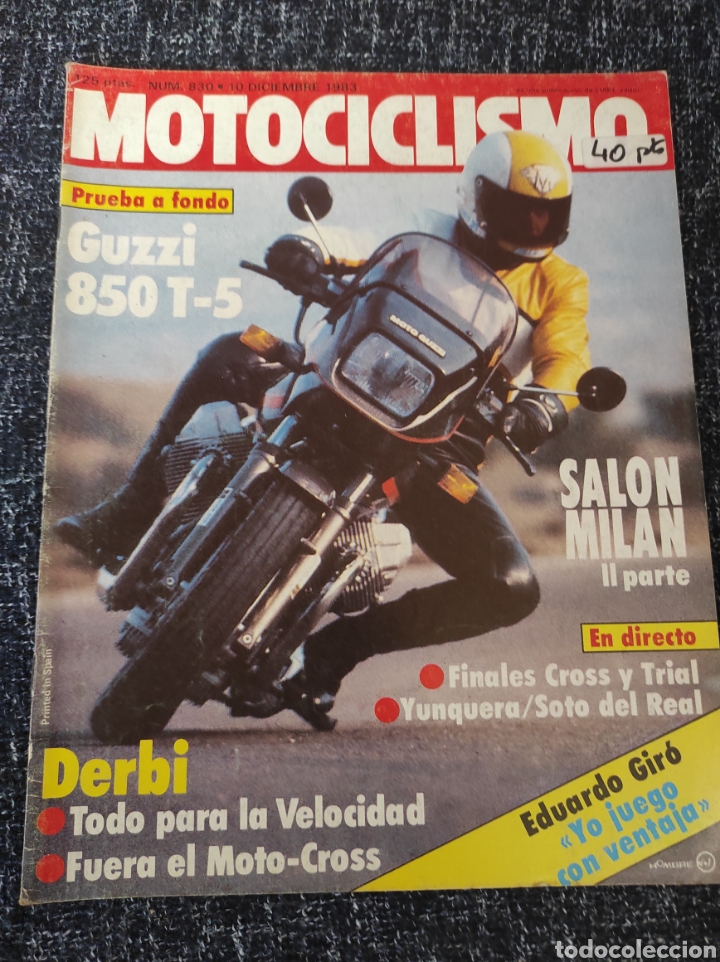 125 ptas. NUM. 830 • 10 DICIEMBRE 1983
MOTOCICLISMO
40 pts
Prueba a fondo
Guzzi
850 T-5
MOTO GUZZI
SALON
MILAN
II parte
En directo
Finales Cross y Trial
Yunquera/Soto del Real
Printed in Spain
Derbi
Todo para la Velocidad
Fuera el Moto-Cross
Eduardo Giró
«Yo juego
con ventaja»
HOMBRE
todocoleccion